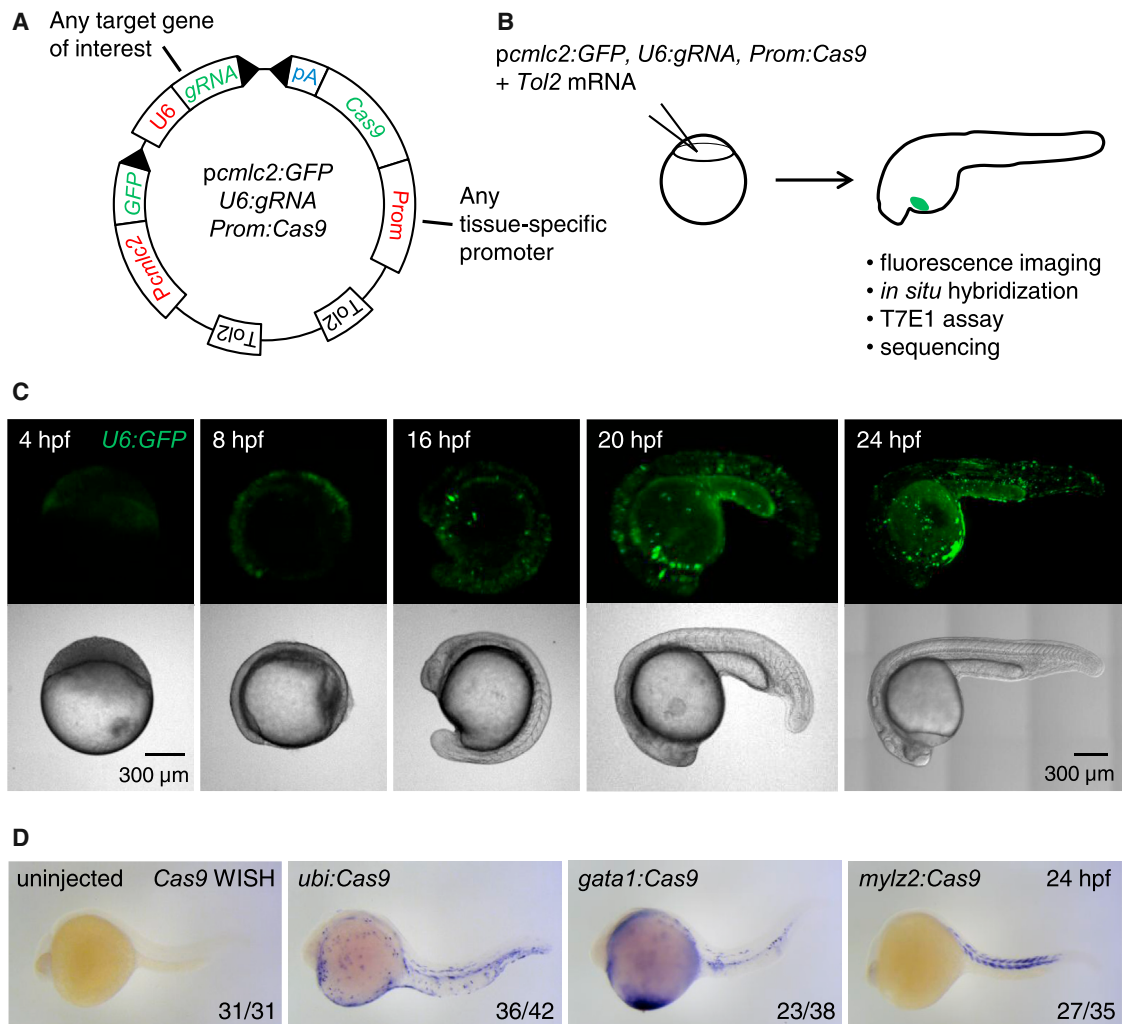 A
Any target gene
of interest
gRNA
pA
U6
Cas9
GFP
pcmlc2:GFP
U6:gRNA
Prom:Cas9
Prom
Any
tissue-specific
promoter
Pcmlc2
Tol2
Tol2
B
pcmlc2:GFP, U6:gRNA, Prom:Cas9
+ Tol2 mRNA
• fluorescence imaging
• in situ hybridization
• T7E1 assay
• sequencing
C
4 hpf U6:GFP
8 hpf
16 hpf
20 hpf
24 hpf
300 µm
300 µm
D
uninjected Cas9 WISH
31/31
ubi:Cas9
36/42
gata1:Cas9
23/38
mylz2:Cas9 24 hpf
27/35